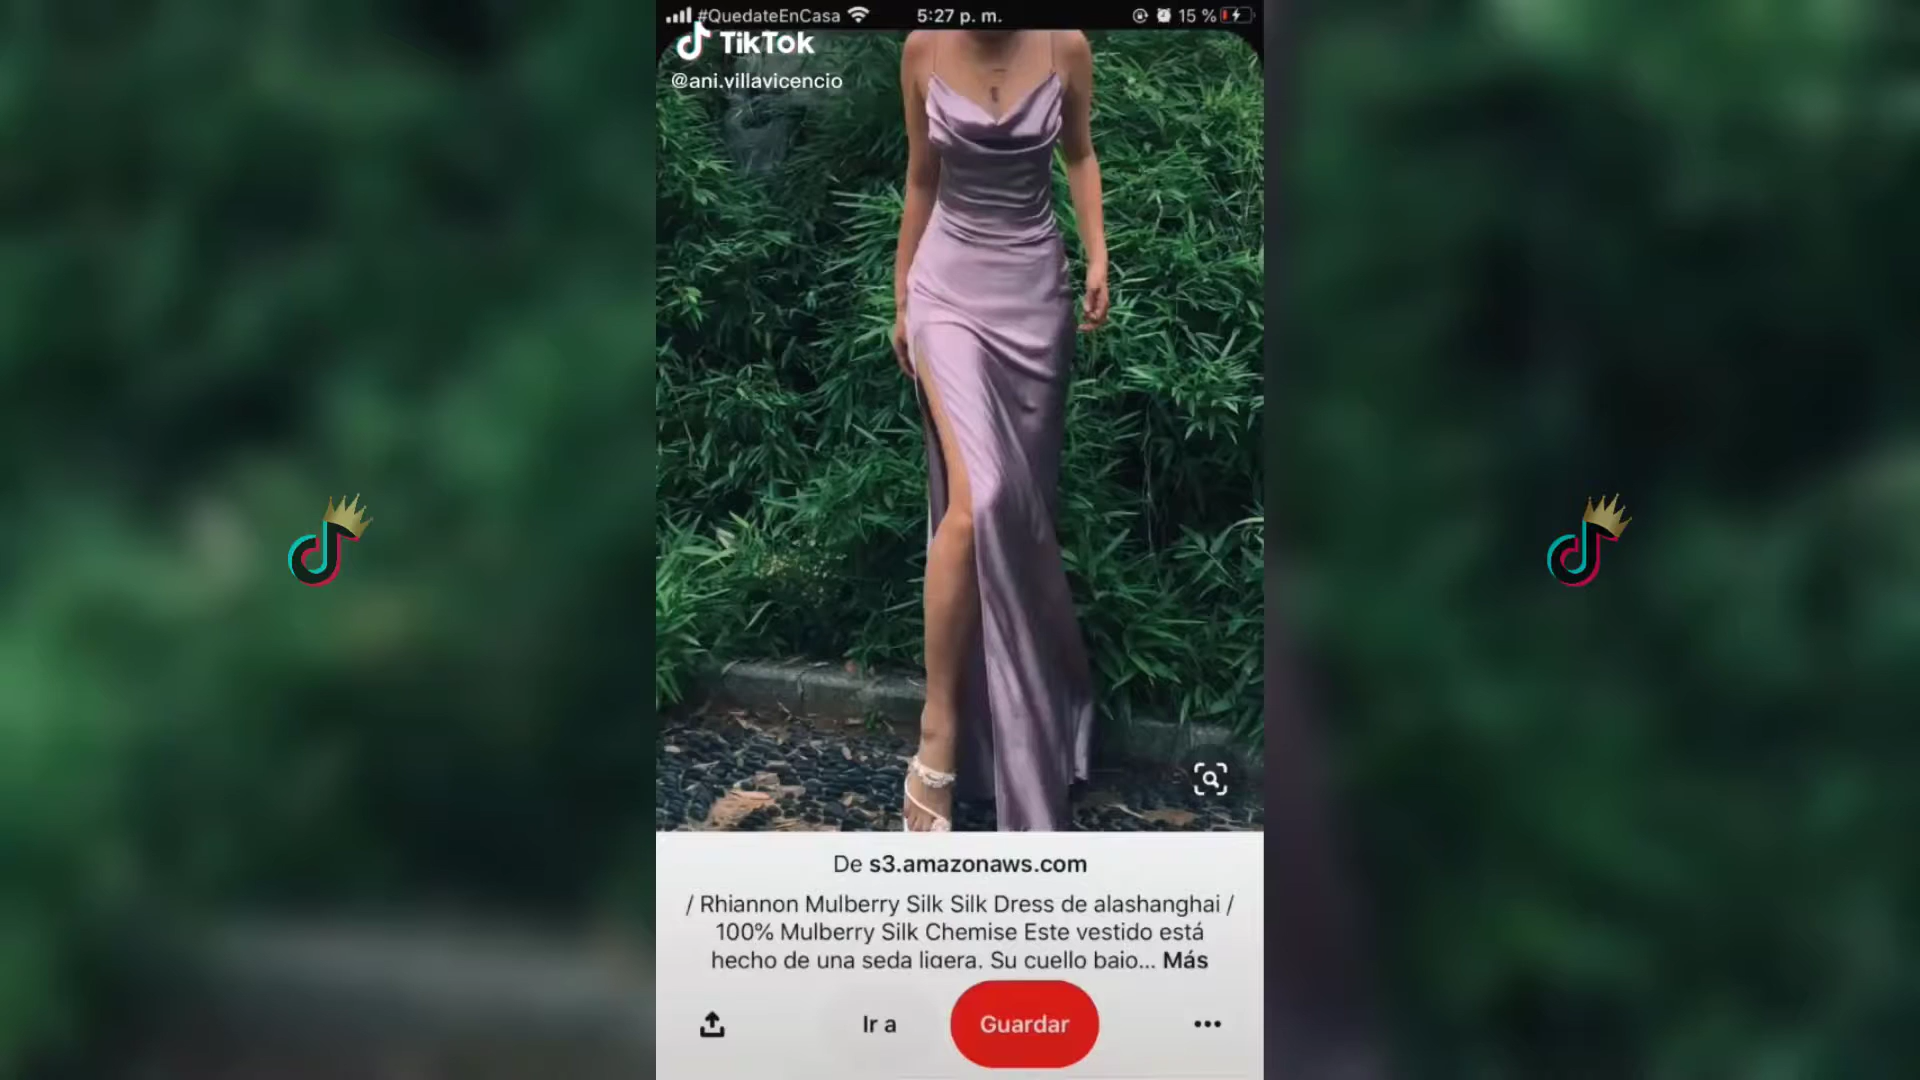 #QuedateEnCasa 5:27 p. m. 15 %
TikTok
@ani.villavicencio
De s3.amazonaws.com
/ Rhiannon Mulberry Silk Silk Dress de alashanghai /
100% Mulberry Silk Chemise Este vestido está
hecho de una seda ligera. Su cuello bajo... Más
Ir a
Guardar